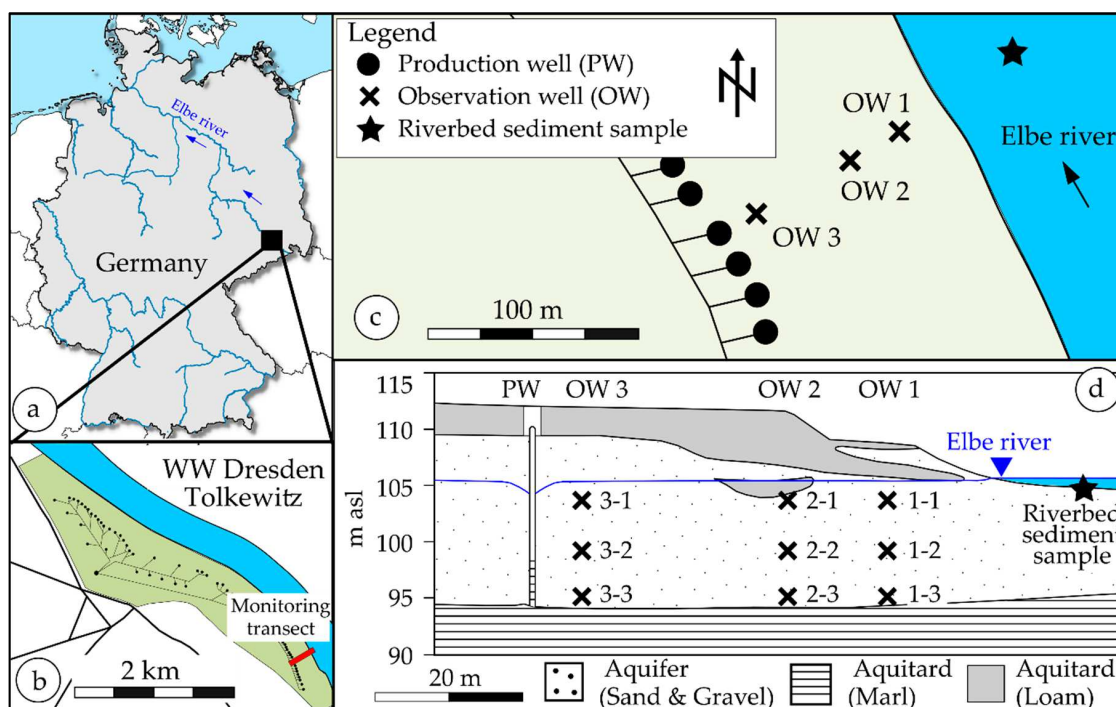 Elbe river
Germany
a
WW Dresden
Tolkewitz
Monitoring
transect
b
2 km
Legend
Production well (PW)
Observation well (OW)
Riverbed sediment sample
N
OW 1
OW 2
OW 3
Elbe river
c
100 m
115
110
105
100
95
90
m asl
PW
OW 3
OW 2
OW 1
d
Elbe river
3-1
2-1
1-1
3-2
2-2
1-2
3-3
2-3
1-3
Riverbed
sediment
sample
20 m
Aquifer
(Sand & Gravel)
Aquitard
(Marl)
Aquitard
(Loam)